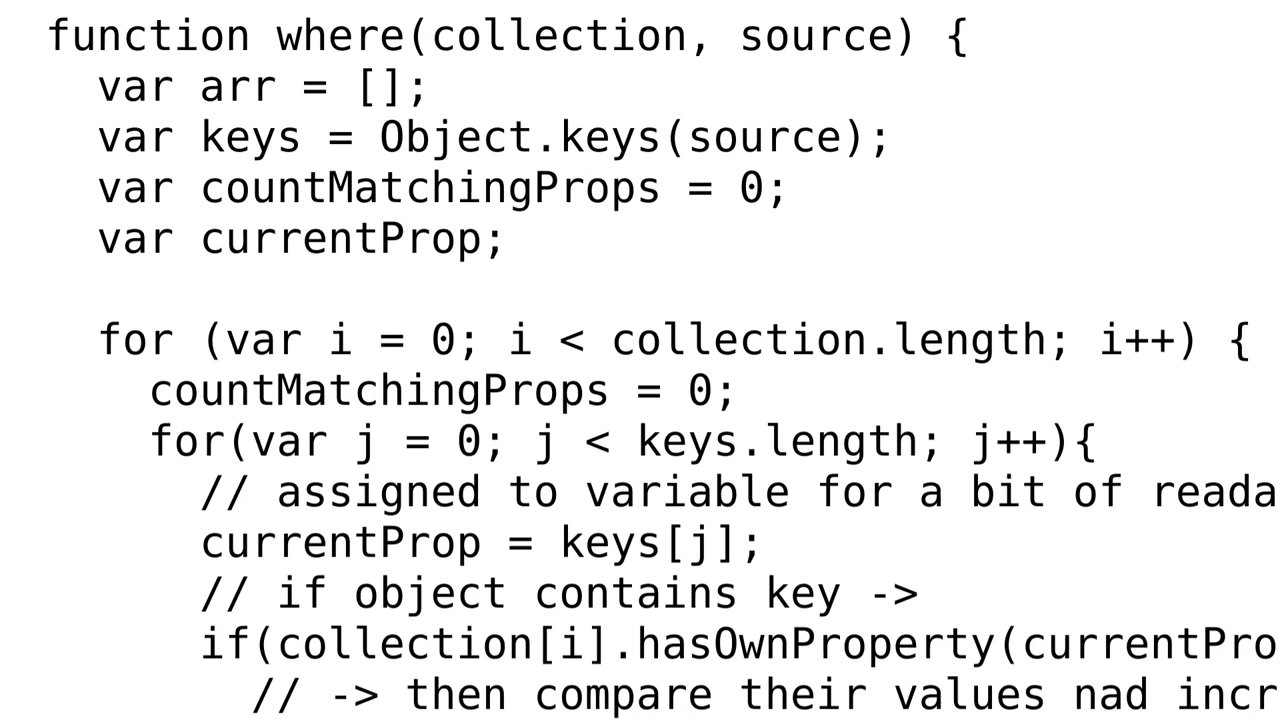 function where(collection, source) {
var arr = [];
var keys = Object.keys(source);
var countMatchingProps = 0;
var currentProp;
for (var i = 0; i < collection.length; i++) {
countMatchingProps = 0;
for(var j = 0; j < keys.length; j++){
// assigned to variable for a bit of reada
currentProp = keys[j];
// if object contains key ->
if(collection[i].hasOwnProperty(currentPro
// -> then compare their values nad incr